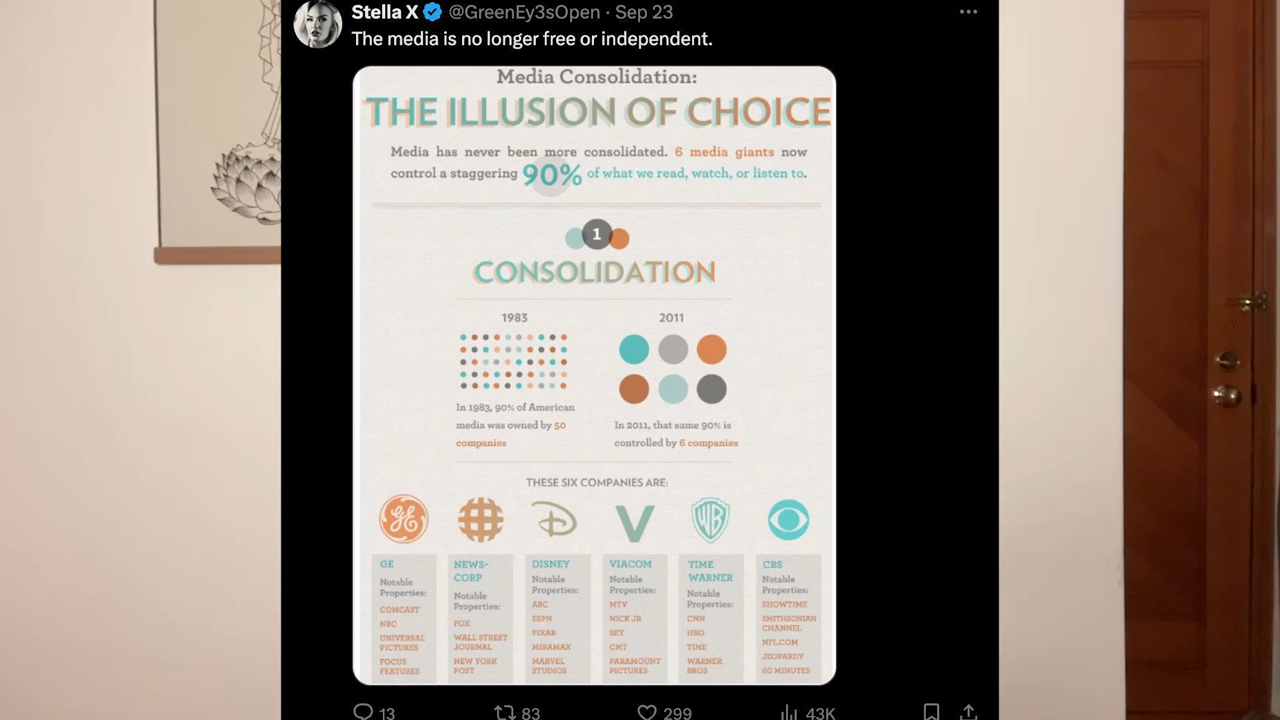 Stella X @GreenEy3sOpen · Sep 23
The media is no longer free or independent.
Media Consolidation:
THE ILLUSION OF CHOICE
Media has never been more consolidated. 6 media giants now
control a staggering 90% of what we read, watch, or listen to.
1
CONSOLIDATION
1983
In 1983, 90% of American
media was owned by 50
companies
2011
In 2011, that same 90% is
controlled by 6 companies
THESE SIX COMPANIES ARE:
GE
WB
GE
Notable
Properties:
COMCAST
NBC
UNIVERSAL
PICTURES
FOCUS
FEATURES
NEWS-
CORP
Notable
Properties:
FOX
WALL STREET
JOURNAL
NEW YORK
POST
DISNEY
Notable
Properties:
ABC
ESPN
PIXAR
MIRAMAX
MARVEL
STUDIOS
VIACOM
Notable
Properties:
MTV
NICK JR
BET
CMT
PARAMOUNT
PICTURES
TIME
WARNER
Notable
Properties:
CNN
HBO
TIME
WARNER
BROS
CBS
Notable
Properties:
SHOWTIME
SMITHSONIAN
CHANNEL
NFL.COM
JEOPARDY
60 MINUTES
13 83 299 43K